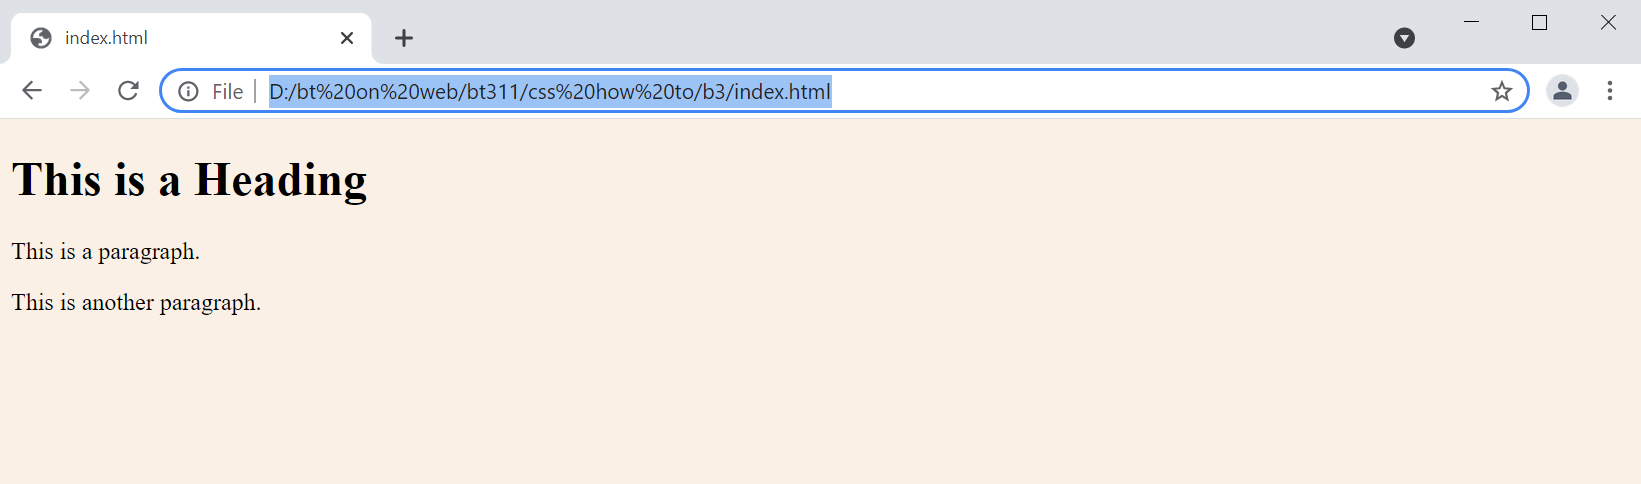 index.html
File D:/bt%20on%20web/bt311/css%20how%20to/b3/index.html
This is a Heading
This is a paragraph.
This is another paragraph.